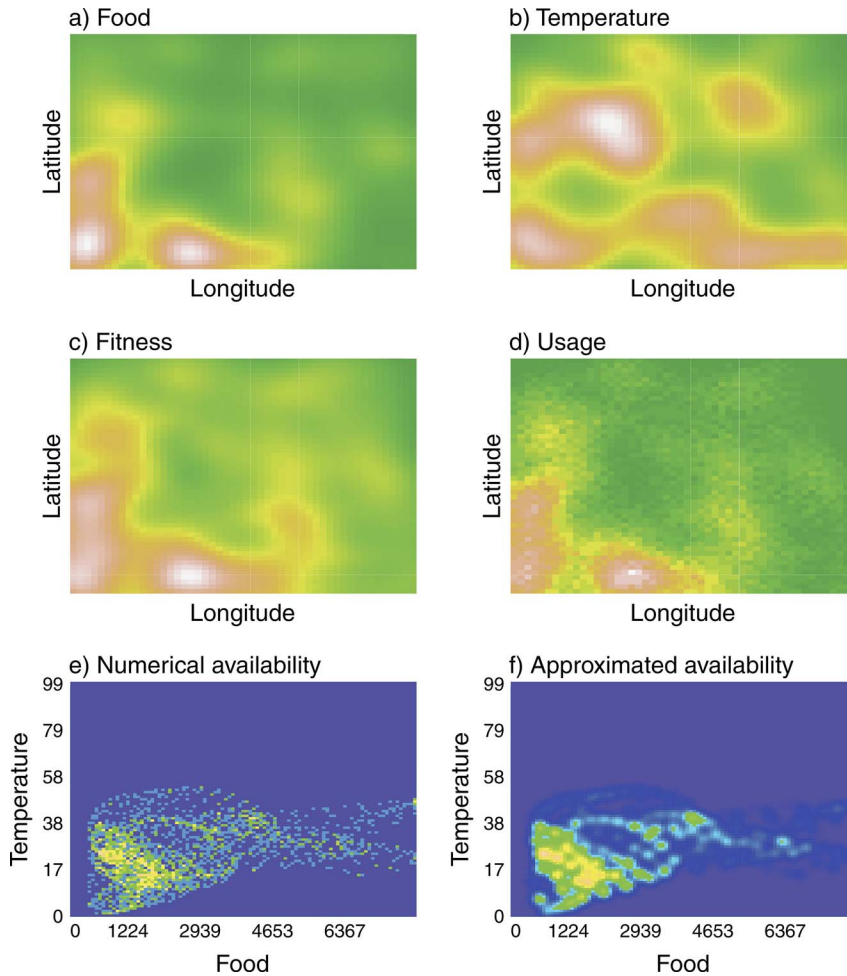 a) Food
b) Temperature
Latitude
Latitude
Longitude
Longitude
c) Fitness
d) Usage
Latitude
Latitude
Longitude
Longitude
e) Numerical availability
f) Approximated availability
Temperature
99
79
58
38
17
0
0 1224 2939 4653 6367
Food
Temperature
99
79
58
38
17
0
0 1224 2939 4653 6367
Food